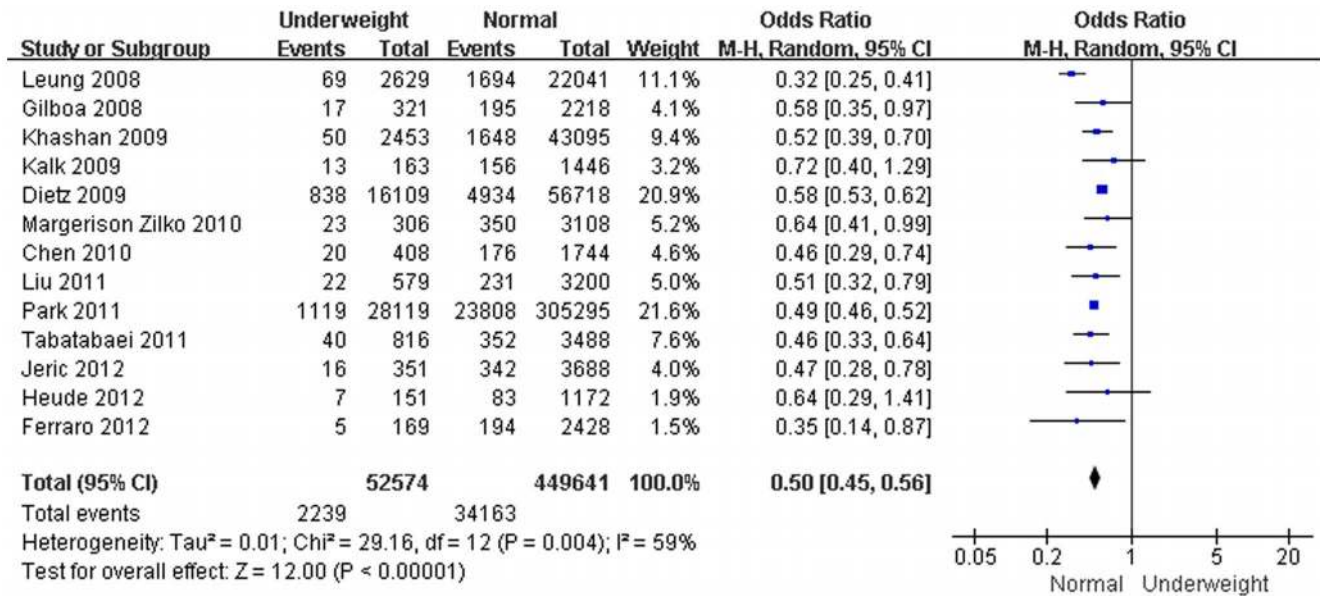 Underweight Normal Odds Ratio Odds Ratio
Study or Subgroup Events Total Events Total Weight M-H, Random, 95% CI M-H, Random, 95% CI
Leung 2008 69 2629 1694 22041 11.1% 0.32 [0.25, 0.41]
Gilboa 2008 17 321 195 2218 4.1% 0.58 [0.35, 0.97]
Khashan 2009 50 2453 1648 43095 9.4% 0.52 [0.39, 0.70]
Kalk 2009 13 163 156 1446 3.2% 0.72 [0.40, 1.29]
Dietz 2009 838 16109 4934 56718 20.9% 0.58 [0.53, 0.62]
Margerison Zilko 2010 23 306 350 3108 5.2% 0.64 [0.41, 0.99]
Chen 2010 20 408 176 1744 4.6% 0.46 [0.29, 0.74]
Liu 2011 22 579 231 3200 5.0% 0.51 [0.32, 0.79]
Park 2011 1119 28119 23808 305295 21.6% 0.49 [0.46, 0.52]
Tabatabaei 2011 40 816 352 3488 7.6% 0.46 [0.33, 0.64]
Jeric 2012 16 351 342 3688 4.0% 0.47 [0.28, 0.78]
Heude 2012 7 151 83 1172 1.9% 0.64 [0.29, 1.41]
Ferraro 2012 5 169 194 2428 1.5% 0.35 [0.14, 0.87]
Total (95% CI) 52574 449641 100.0% 0.50 [0.45, 0.56]
Total events 2239 34163
Heterogeneity: Tau² = 0.01; Chi² = 29.16, df = 12 (P = 0.004); I² = 59%
Test for overall effect: Z = 12.00 (P < 0.00001)
0.05 0.2 1 5 20
Normal Underweight